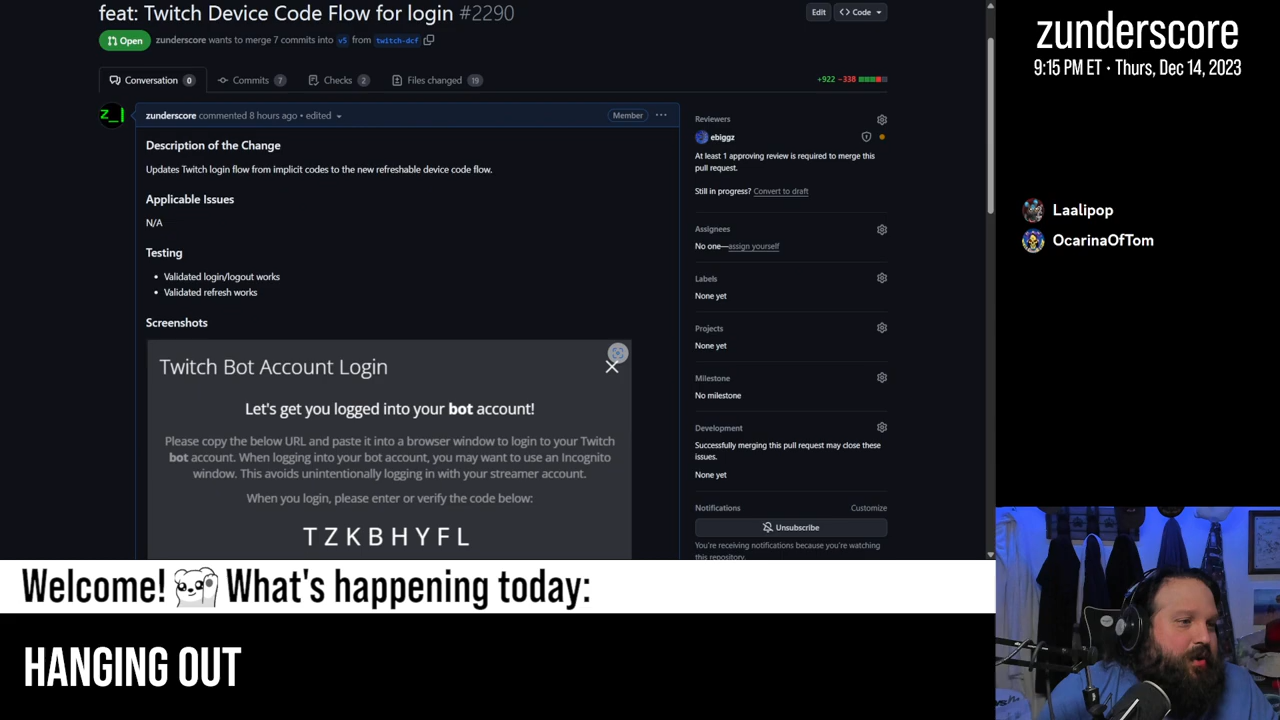 feat: Twitch Device Code Flow for login #2290
Edit
<> Code
Open
zunderscore wants to merge 7 commits into v5 from twitch-dcf
Conversation 0
Commits 7
Checks 2
Files changed 19
+922 −338
z_|
zunderscore commented 8 hours ago • edited
Member
Description of the Change
Updates Twitch login flow from implicit codes to the new refreshable device code flow.
Applicable Issues
N/A
Testing
• Validated login/logout works
• Validated refresh works
Screenshots
Twitch Bot Account Login
Let's get you logged into your bot account!
Please copy the below URL and paste it into a browser window to login to your Twitch
bot account. When logging into your bot account, you may want to use an Incognito
window. This avoids unintentionally logging in with your streamer account.
When you login, please enter or verify the code below:
TZKBHYFL
Reviewers
ebiggz
At least 1 approving review is required to merge this
pull request.
Still in progress? Convert to draft
Assignees
No one—assign yourself
Labels
None yet
Projects
None yet
Milestone
No milestone
Development
Successfully merging this pull request may close these
issues.
None yet
Notifications
Customize
Unsubscribe
You're receiving notifications because you're watching
this repository.
zunderscore
9:15 PM ET • Thurs, Dec 14, 2023
Laalipop
OcarinaOfTom
Welcome! What's happening today:
HANGING OUT